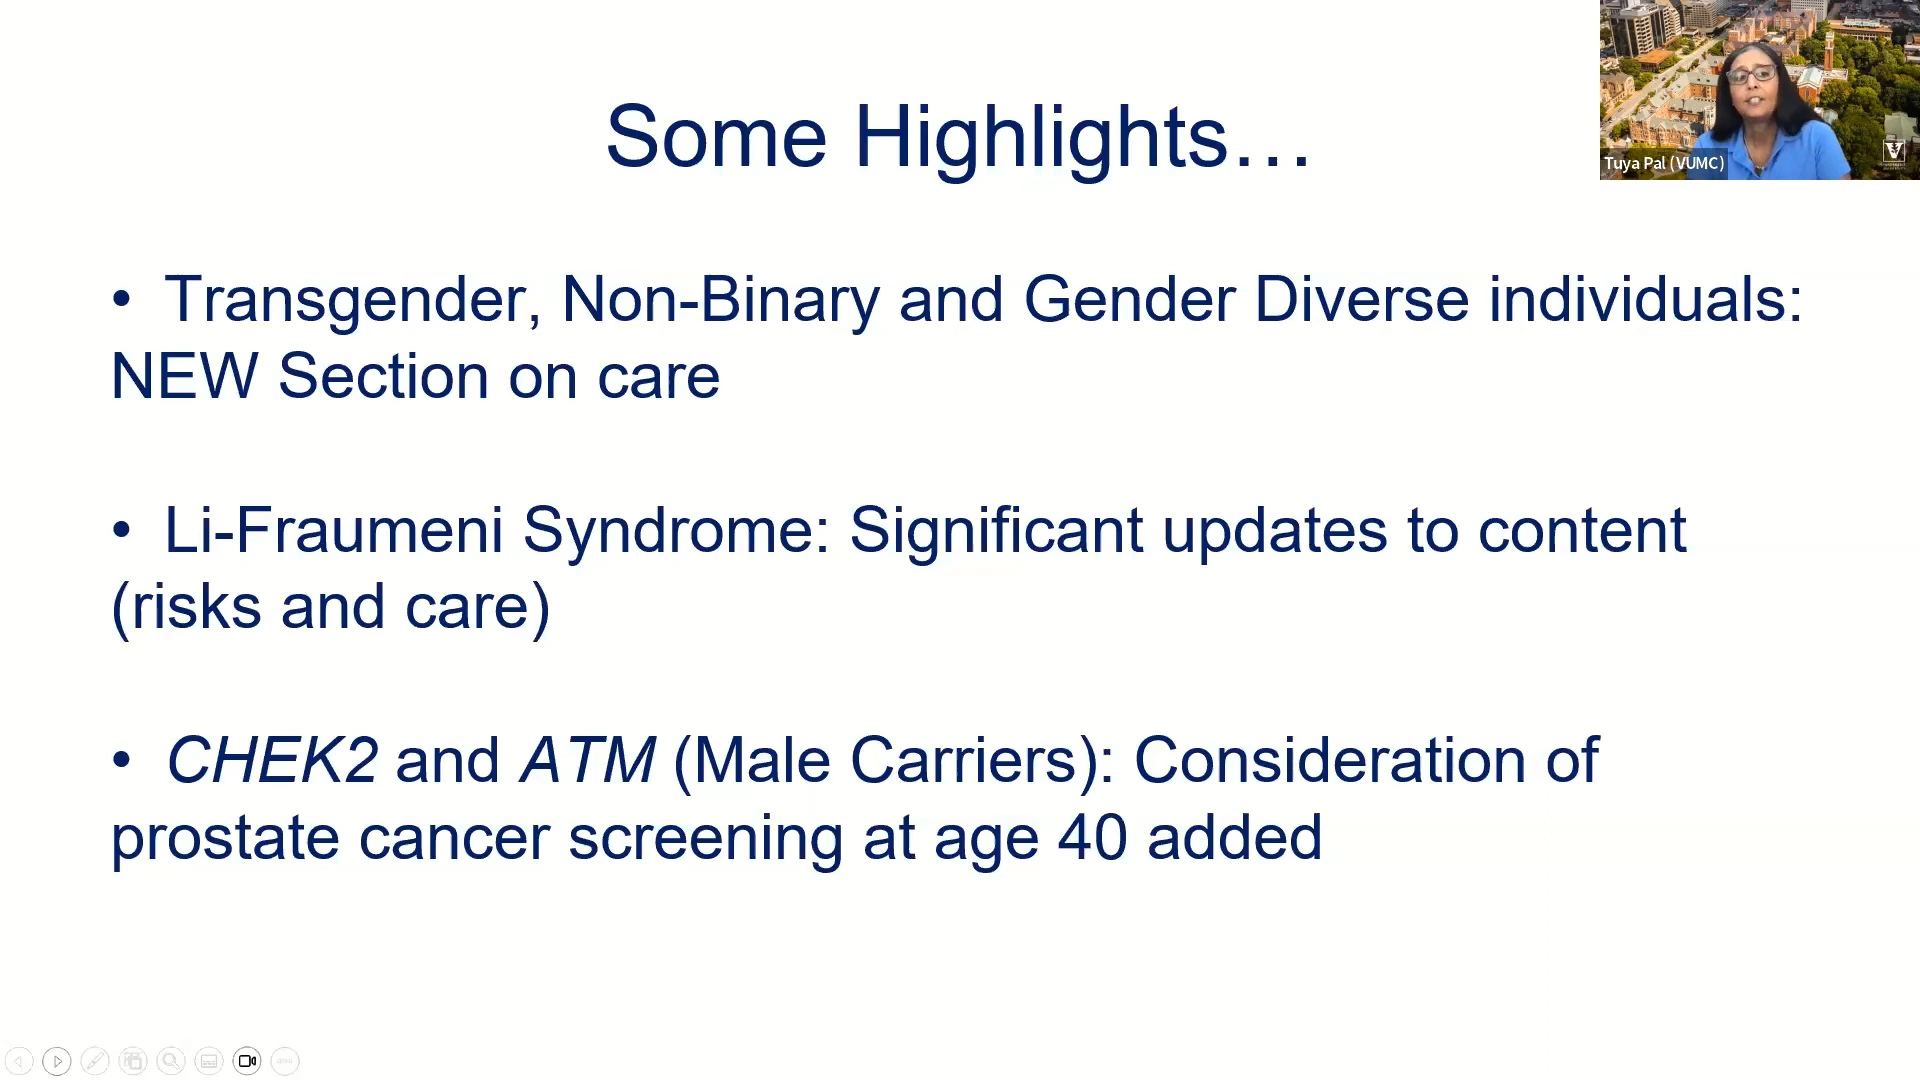 Some Highlights…
Tuya Pal (VUMC)
• Transgender, Non-Binary and Gender Diverse individuals:
NEW Section on care
• Li-Fraumeni Syndrome: Significant updates to content
(risks and care)
• CHEK2 and ATM (Male Carriers): Consideration of
prostate cancer screening at age 40 added